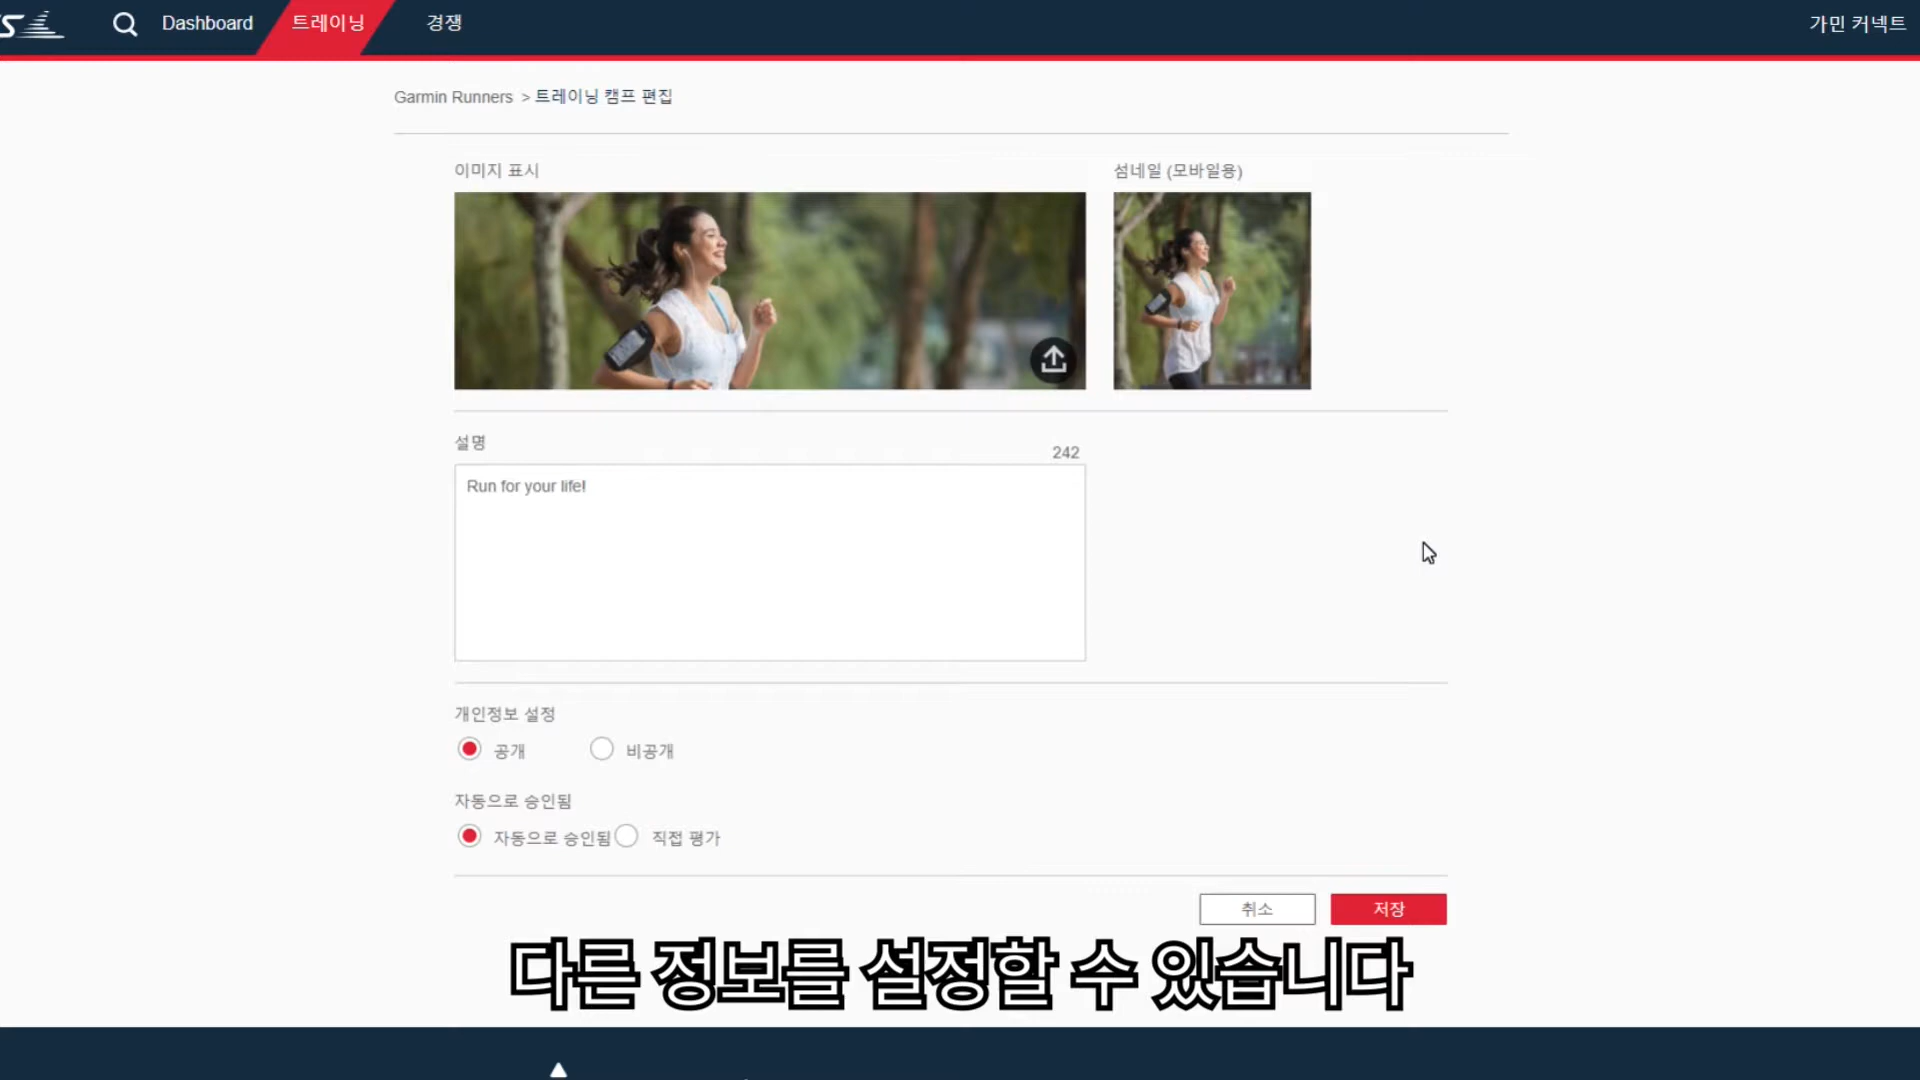 Dashboard
트레이닝
경쟁
가민 커넥트
Garmin Runners > 트레이닝 캠프 편집
이미지 표시
섬네일 (모바일용)
설명
242
Run for your life!
개인정보 설정
공개
비공개
자동으로 승인됨
자동으로 승인됨
직접 평가
취소
저장
다른 정보를 설정할 수 있습니다